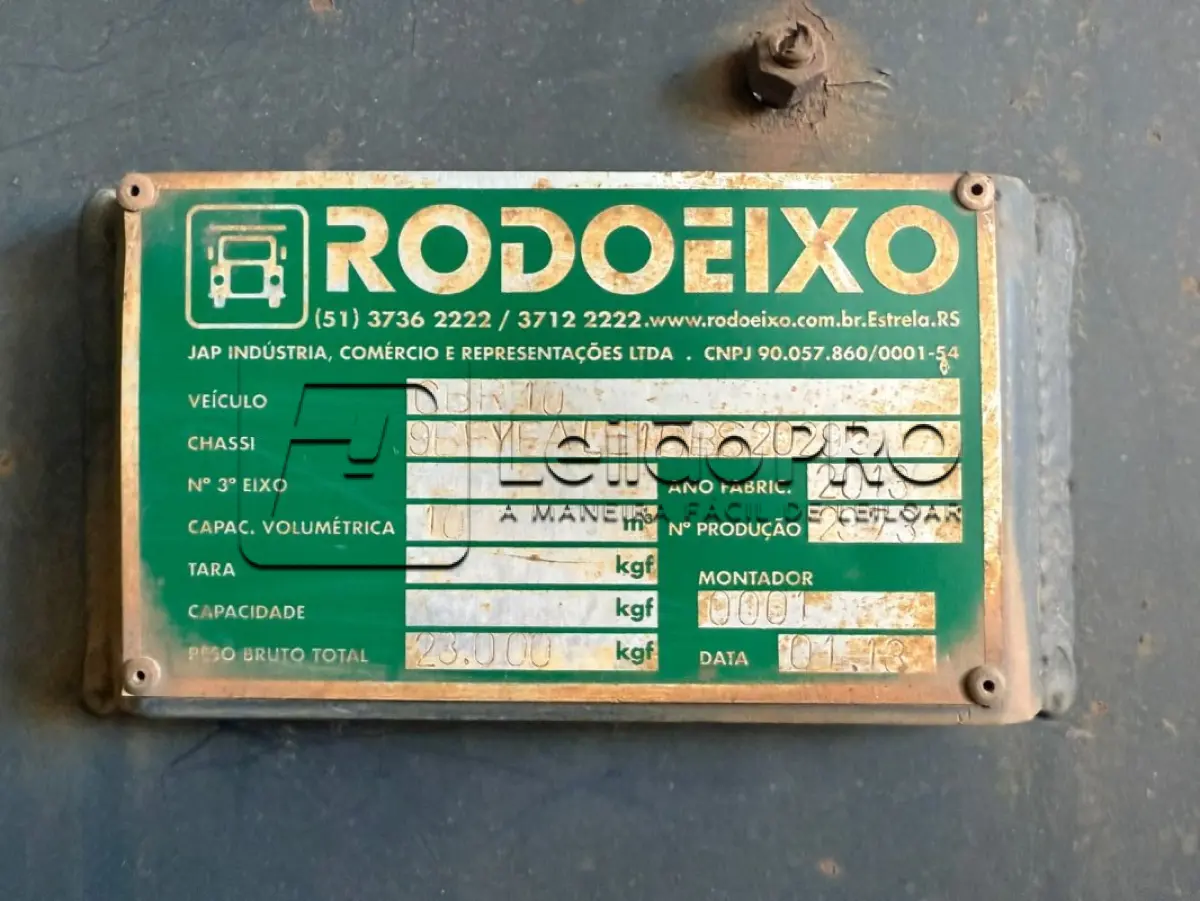 RODOEIXO
(51) 3736 2222 / 3712 2222.www.rodoeixo.com.br.Estrela.RS
JAP INDÚSTRIA, COMÉRCIO E REPRESENTAÇÕES LTDA . CNPJ 90.057.860/0001-54
VEÍCULO
CHASSI
LeilãoPRO
Nº 3º EIXO ANO FABRIC. 2013
A MANEIRA FÁCIL DE LEILOAR
CAPAC. VOLUMÉTRICA 10 m³ Nº PRODUÇÃO
TARA kgf
MONTADOR
CAPACIDADE kgf 0001
PESO BRUTO TOTAL 23.000 kgf DATA 01.13